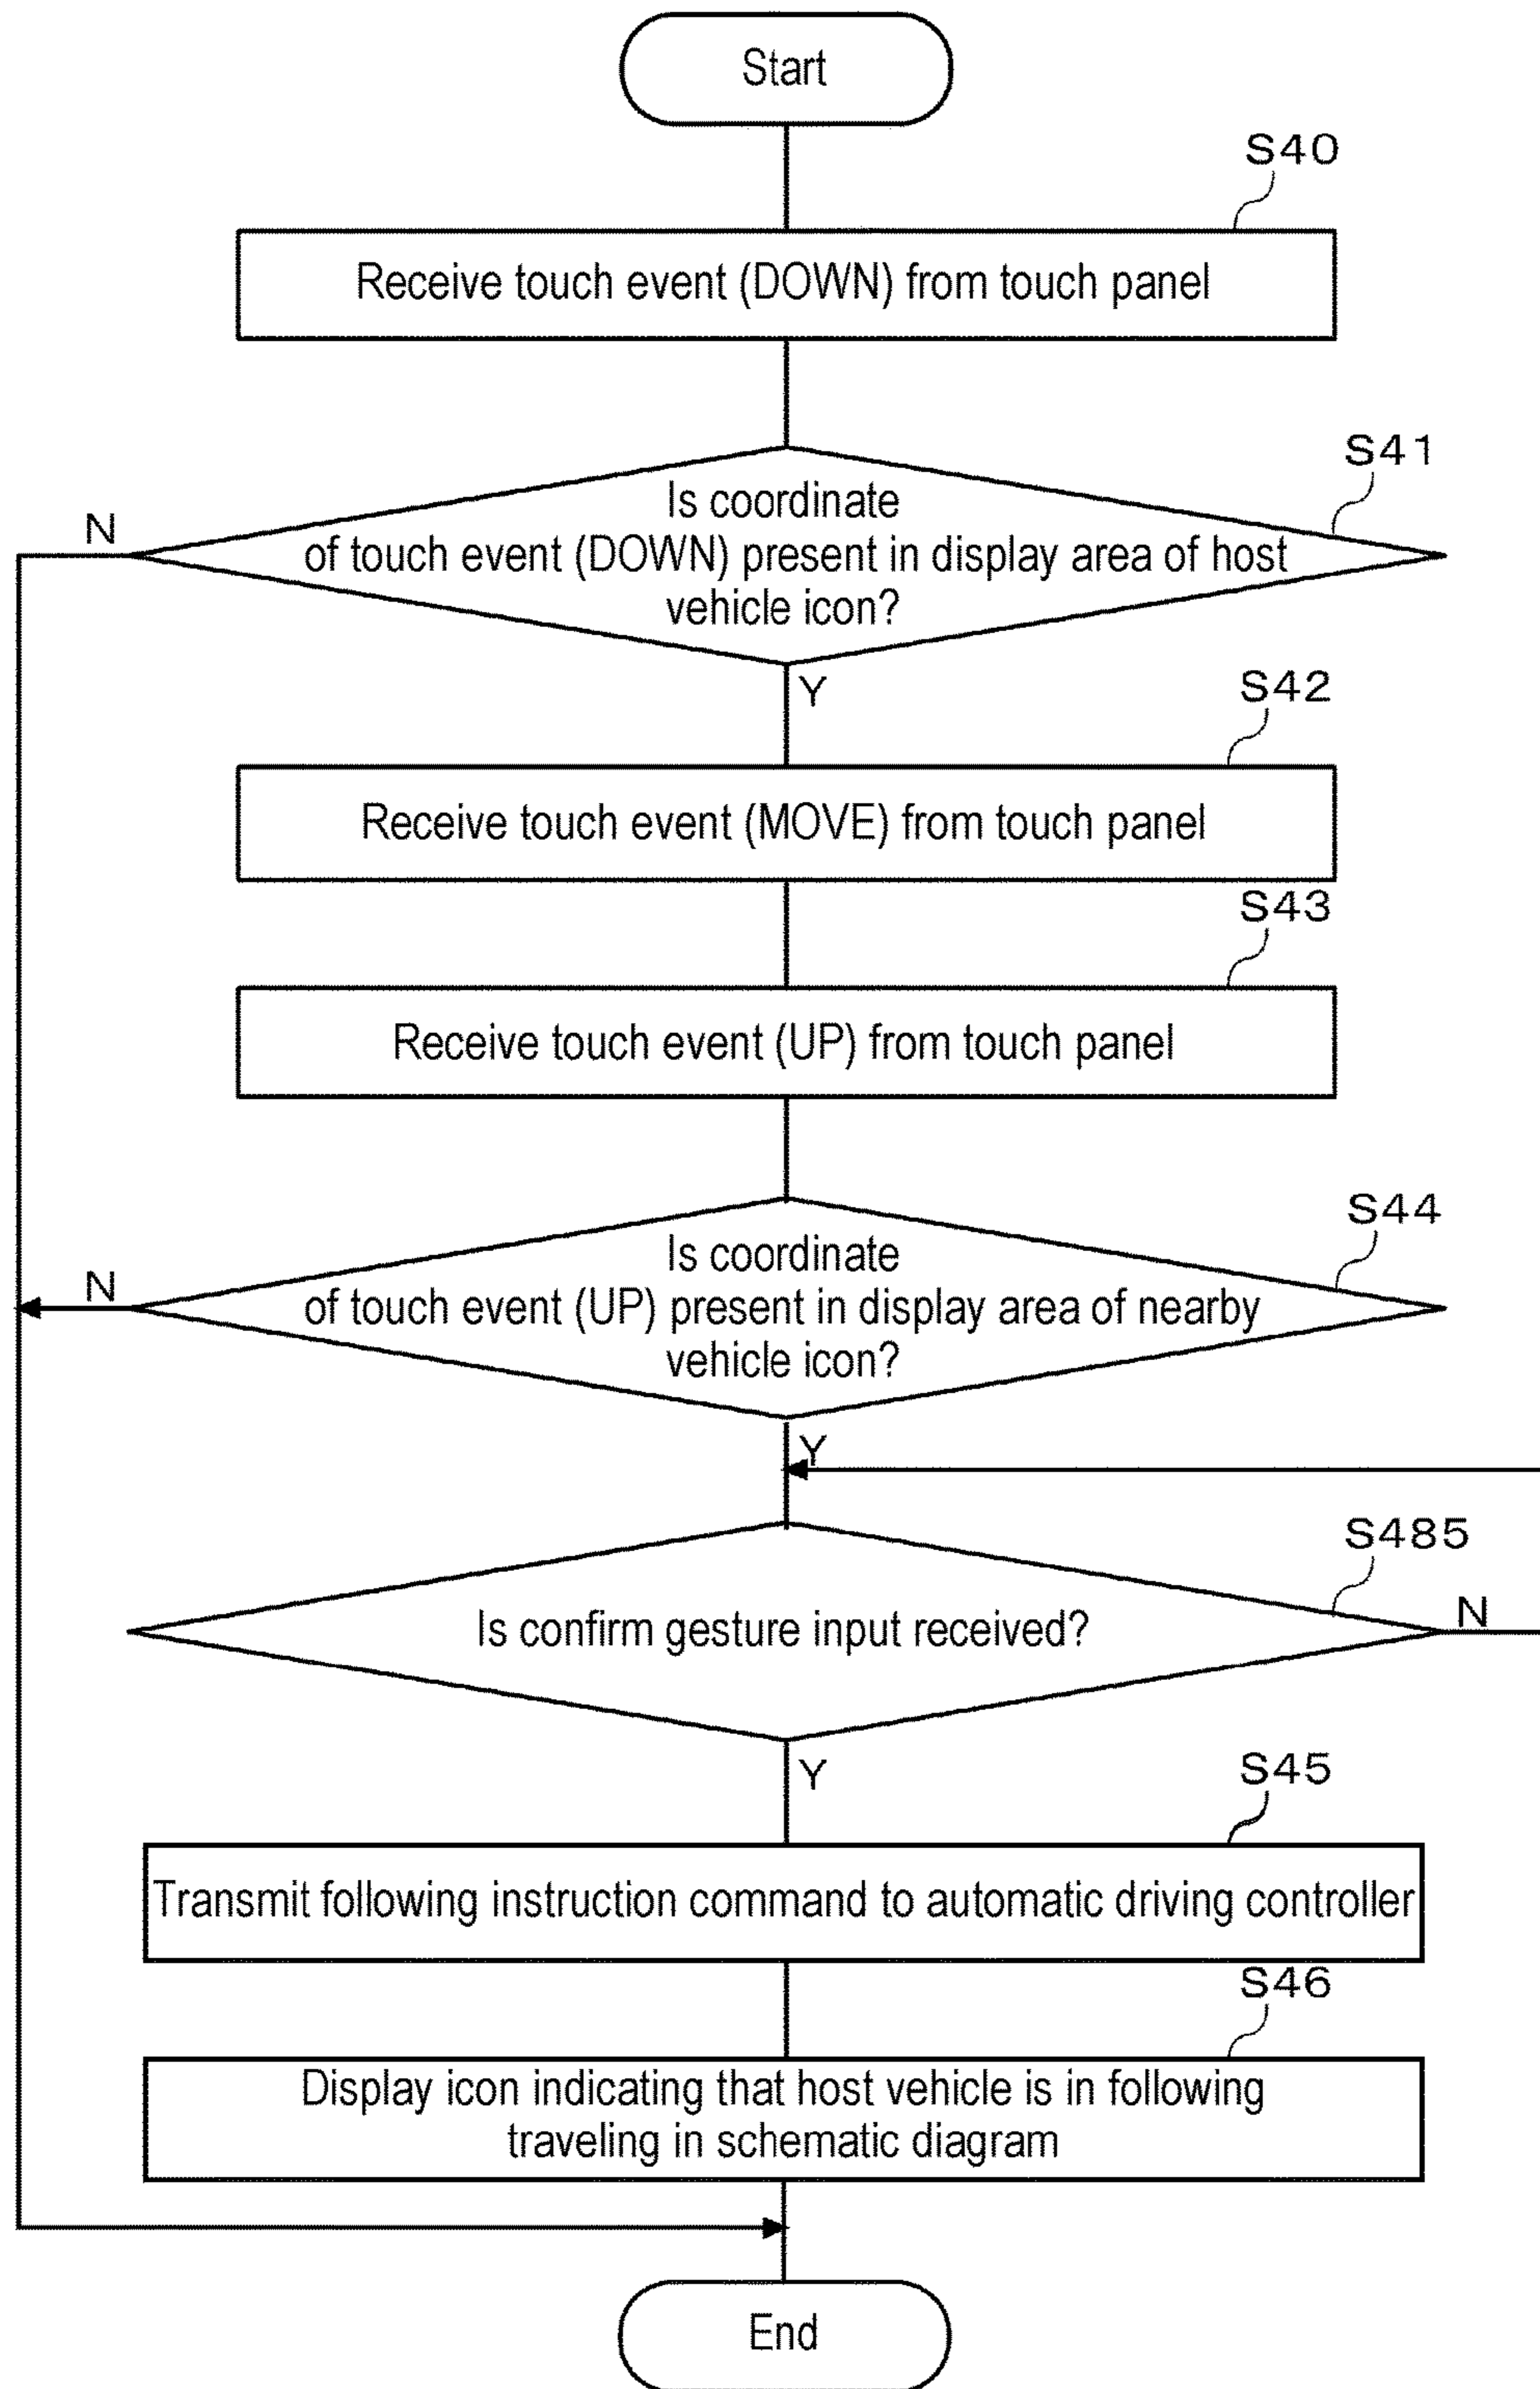 Start
S40
Receive touch event (DOWN) from touch panel
S41
Is coordinate
of touch event (DOWN) present in display area of host
vehicle icon?
N
Y
S42
Receive touch event (MOVE) from touch panel
S43
Receive touch event (UP) from touch panel
S44
Is coordinate
of touch event (UP) present in display area of nearby
vehicle icon?
N
Y
S485
Is confirm gesture input received?
N
Y
S45
Transmit following instruction command to automatic driving controller
S46
Display icon indicating that host vehicle is in following
traveling in schematic diagram
End